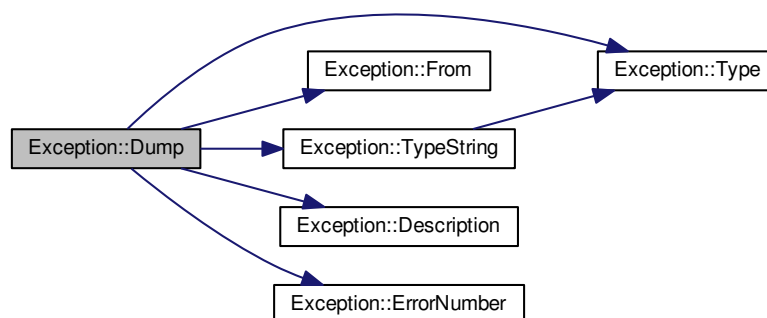 Exception::From
Exception::Type
Exception::Dump
Exception::TypeString
Exception::Description
Exception::ErrorNumber